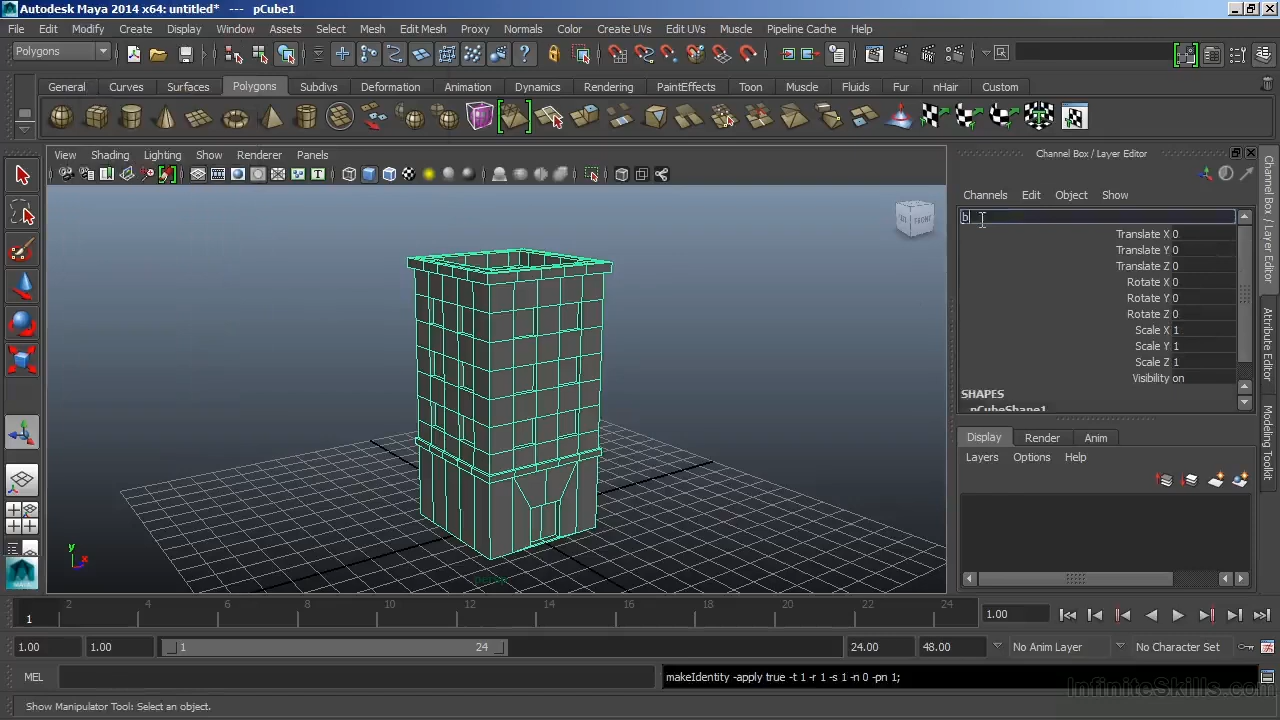 Autodesk Maya 2014 x64: untitled* --- pCube1
File Edit Modify Create Display Window Assets Select Mesh Edit Mesh Proxy Normals Color Create UVs Edit UVs Muscle Pipeline Cache Help
Polygons
General Curves Surfaces Polygons Subdivs Deformation Animation Dynamics Rendering PaintEffects Toon Muscle Fluids Fur nHair Custom
View Shading Lighting Show Renderer Panels
Channel Box / Layer Editor
Channels Edit Object Show
b
Translate X 0
Translate Y 0
Translate Z 0
Rotate X 0
Rotate Y 0
Rotate Z 0
Scale X 1
Scale Y 1
Scale Z 1
Visibility on
SHAPES
pCubeShape1
FRONT
Display Render Anim
Layers Options Help
Channel Box / Layer Editor
Attribute Editor
Modeling Toolkit
y
x
persp
2 4 6 8 10 12 14 16 18 20 22 24
1
1.00
1.00 1.00 1 24 24.00 48.00 No Anim Layer No Character Set
MEL makeIdentity -apply true -t 1 -r 1 -s 1 -n 0 -pn 1;
Show Manipulator Tool: Select an object.
InfiniteSkills.com